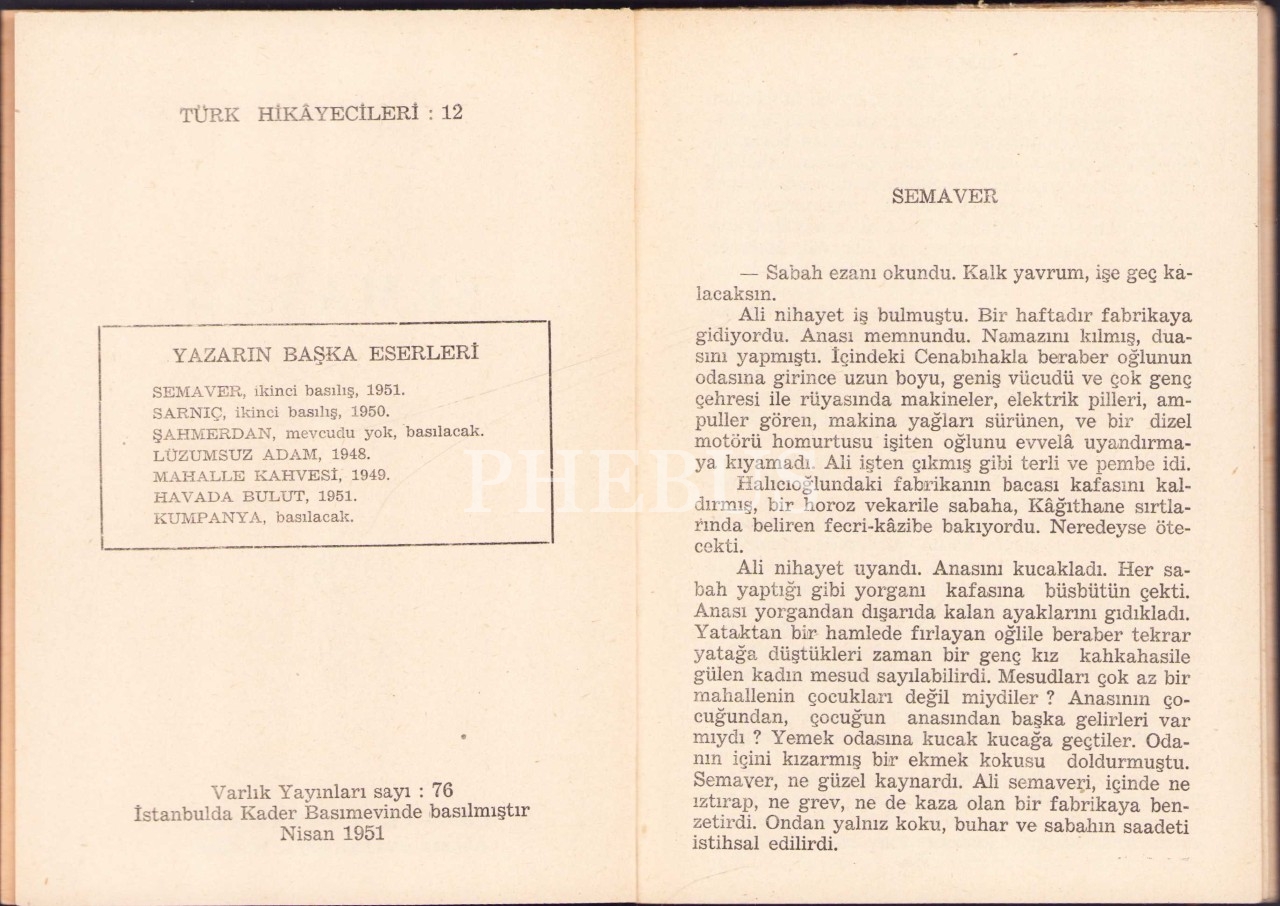 TÜRK HİKÂYECİLERİ : 12
YAZARIN BAŞKA ESERLERİ
SEMAVER, ikinci basılış, 1951.
SARNIÇ, ikinci basılış, 1950.
ŞAHMERDAN, mevcudu yok, basılacak.
LÜZUMSUZ ADAM, 1948.
MAHALLE KAHVESİ, 1949.
HAVADA BULUT, 1951.
KUMPANYA, basılacak.
Varlık Yayınları sayı : 76
İstanbulda Kader Basımevinde basılmıştır
Nisan 1951
SEMAVER
— Sabah ezanı okundu. Kalk yavrum, işe geç ka-
lacaksın.
Ali nihayet iş bulmuştu. Bir haftadır fabrikaya
gidiyordu. Anası memnundu. Namazını kılmış, dua-
sını yapmıştı. İçindeki Cenabıhakla beraber oğlunun
odasına girince uzun boyu, geniş vücudü ve çok genç
çehresi ile rüyasında makineler, elektrik pilleri, am-
puller gören, makina yağları sürünen, ve bir dizel
motörü homurtusu işiten oğlunu evvelâ uyandırma-
ya kıyamadı. Ali işten çıkmış gibi terli ve pembe idi.
Halıcıoğlundaki fabrikanın bacası kafasını kal-
dırmış, bir horoz vekarile sabaha, Kâğıthane sırtla-
rında beliren fecri-kâzibe bakıyordu. Neredeyse öte-
cekti.
Ali nihayet uyandı. Anasını kucakladı. Her sa-
bah yaptığı gibi yorganı kafasına büsbütün çekti.
Anası yorgandan dışarıda kalan ayaklarını gıdıkladı.
Yataktan bir hamlede fırlayan oğlile beraber tekrar
yatağa düştükleri zaman bir genç kız kahkahasile
gülen kadın mesud sayılabilirdi. Mesudları çok az bir
mahallenin çocukları değil miydiler ? Anasının ço-
cuğundan, çocuğun anasından başka gelirleri var
mıydı ? Yemek odasına kucak kucağa geçtiler. Oda-
nın içini kızarmış bir ekmek kokusu doldurmuştu.
Semaver, ne güzel kaynardı. Ali semaveri, içinde ne
ıztırap, ne grev, ne de kaza olan bir fabrikaya ben-
zetirdi. Ondan yalnız koku, buhar ve sabahın saadeti
istihsal edilirdi.
PHEBUS